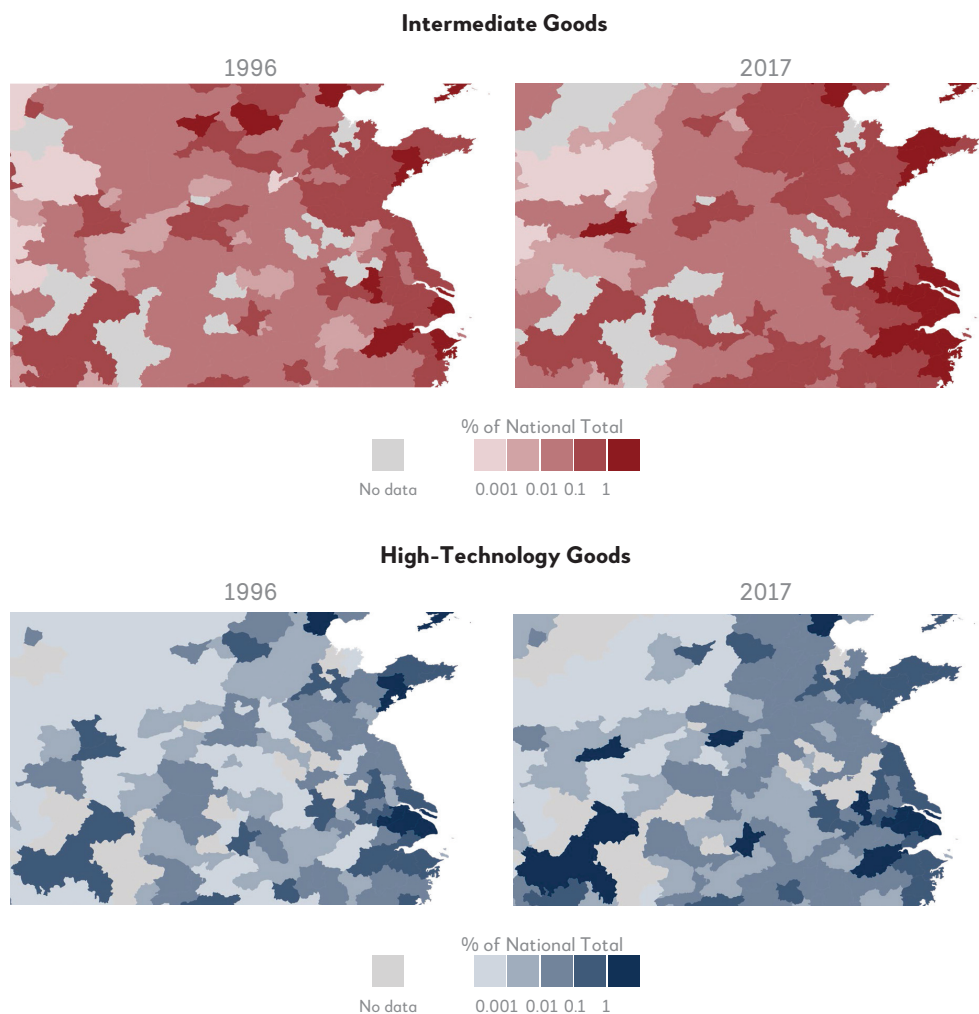 Intermediate Goods
1996 2017
% of National Total
No data 0.001 0.01 0.1 1
High-Technology Goods
1996 2017
% of National Total
No data 0.001 0.01 0.1 1